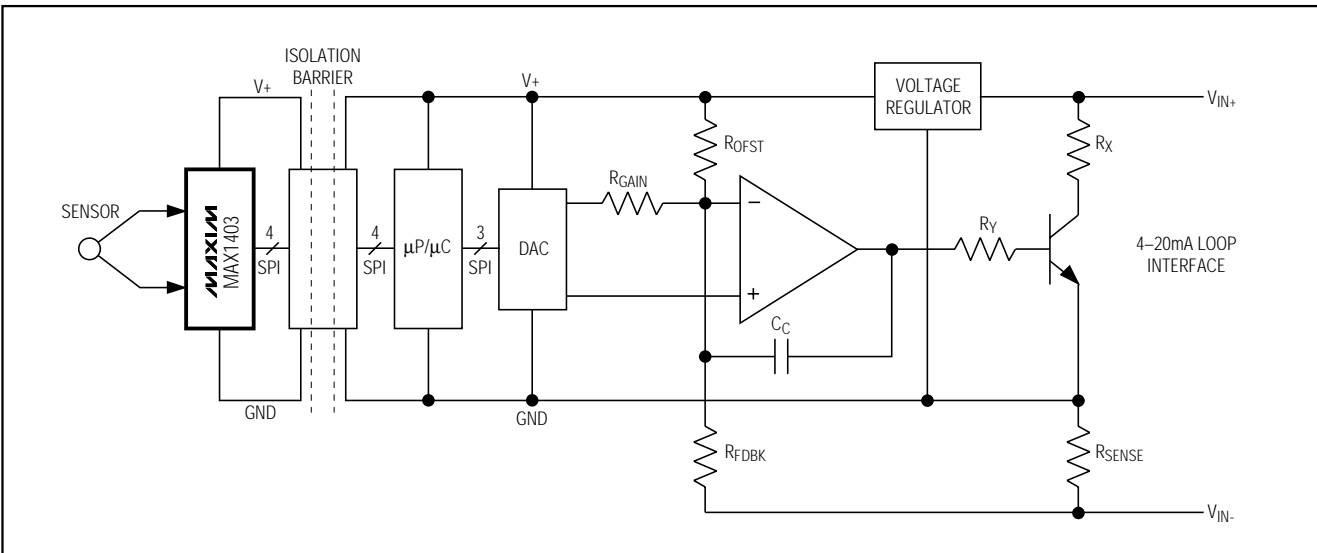 ISOLATION
BARRIER
V+
V+
VOLTAGE
REGULATOR
VIN+
ROFST
RX
RGAIN
SENSOR
MAXIM
MAX1403
4
SPI
4
SPI
μP/μC
3
SPI
DAC
−
+
RY
4–20mA LOOP
INTERFACE
CC
GND
GND
RFDBK
RSENSE
VIN-